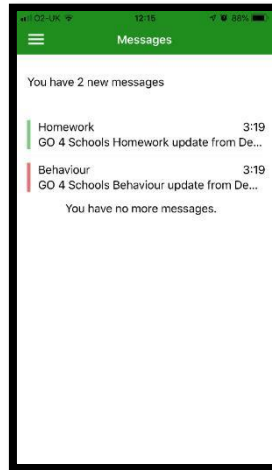 O2-UK 12:15 86%
Messages
You have 2 new messages
Homework 3:19
GO 4 Schools Homework update from De...
Behaviour 3:19
GO 4 Schools Behaviour update from De...
You have no more messages.